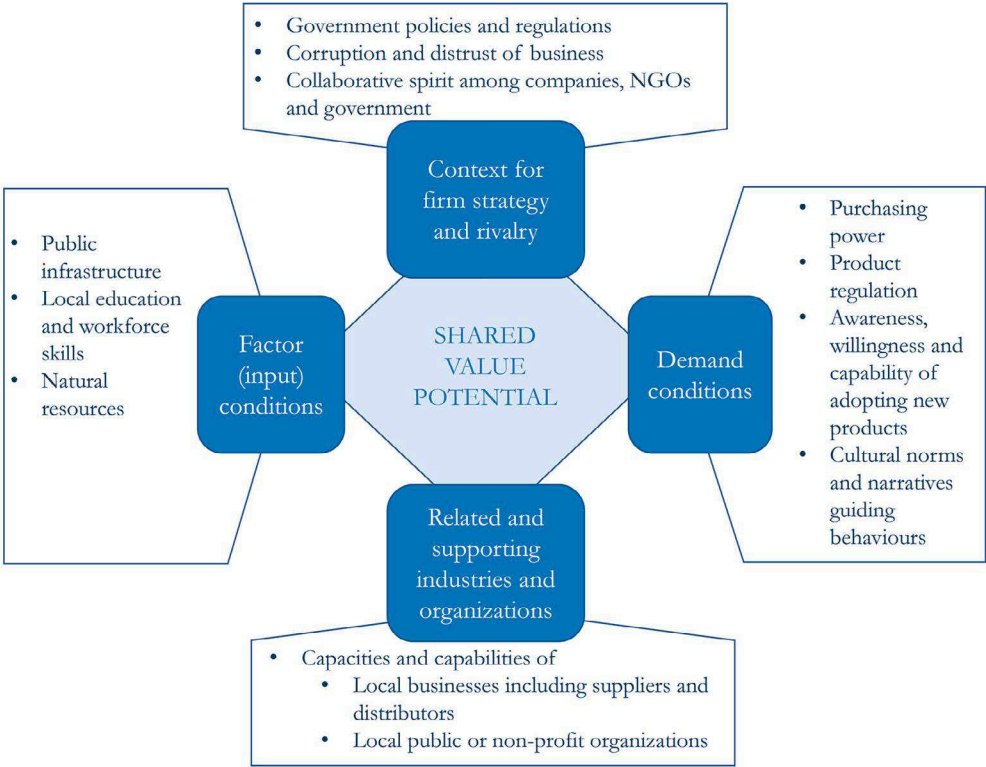 • Government policies and regulations
• Corruption and distrust of business
• Collaborative spirit among companies, NGOs
and government
Context for
firm strategy
and rivalry
• Public
infrastructure
• Local education
and workforce
skills
• Natural
resources
Factor
(input)
conditions
SHARED
VALUE
POTENTIAL
Demand
conditions
• Purchasing
power
• Product
regulation
• Awareness,
willingness and
capability of
adopting new
products
• Cultural norms
and narratives
guiding
behaviours
Related and
supporting
industries and
organizations
• Capacities and capabilities of
• Local businesses including suppliers and
distributors
• Local public or non-profit organizations